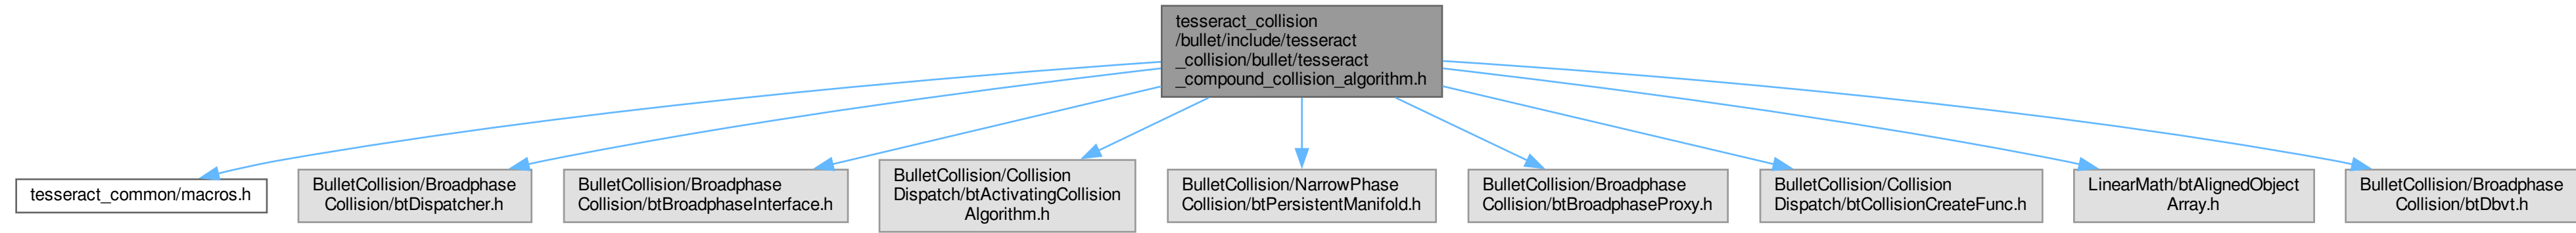 tesseract_collision
/bullet/include/tesseract
_collision/bullet/tesseract
_compound_collision_algorithm.h
tesseract_common/macros.h
BulletCollision/Broadphase
Collision/btDispatcher.h
BulletCollision/Broadphase
Collision/btBroadphaseInterface.h
BulletCollision/Collision
Dispatch/btActivatingCollision
Algorithm.h
BulletCollision/NarrowPhase
Collision/btPersistentManifold.h
BulletCollision/Broadphase
Collision/btBroadphaseProxy.h
BulletCollision/Collision
Dispatch/btCollisionCreateFunc.h
LinearMath/btAlignedObject
Array.h
BulletCollision/Broadphase
Collision/btDbvt.h